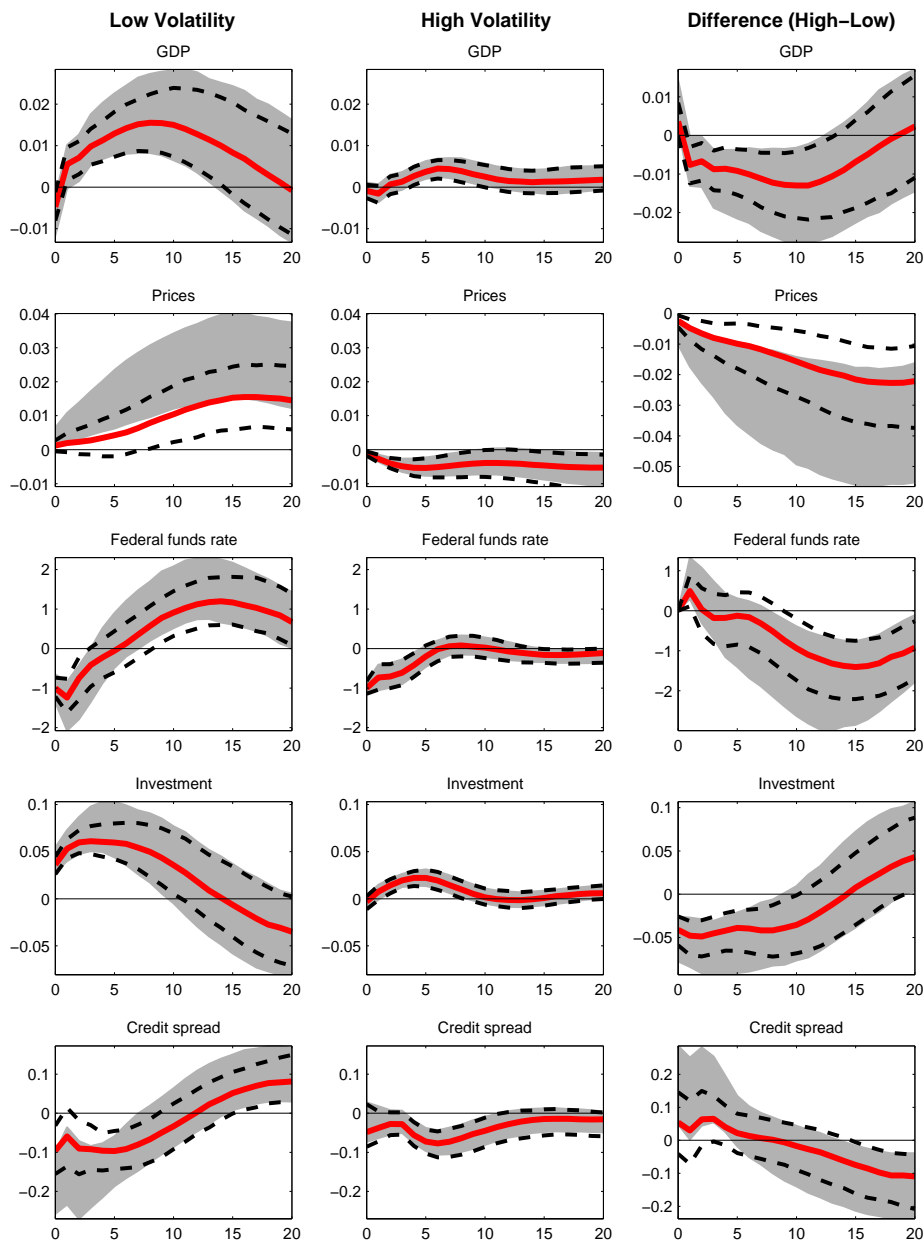 Low Volatility High Volatility Difference (High−Low)
GDP GDP GDP
0.02 0.02 0.01
0.01 0.01 0
0 0 −0.01
−0.01 −0.01 −0.02
0 5 10 15 20 0 5 10 15 20 0 5 10 15 20
Prices Prices Prices
0.04 0.04 0
0.03 0.03 −0.01
0.02 0.02 −0.02
0.01 0.01 −0.03
0 0 −0.04
−0.01 −0.01 −0.05
0 5 10 15 20 0 5 10 15 20 0 5 10 15 20
Federal funds rate Federal funds rate Federal funds rate
2 2 1
1 1 0
0 0
−1 −1 −2
−2 −2
0 5 10 15 20 0 5 10 15 20 0 5 10 15 20
Investment Investment Investment
0.1 0.1 0.1
0.05 0.05 0.05
0 0 0
−0.05 −0.05 −0.05
0 5 10 15 20 0 5 10 15 20 0 5 10 15 20
Credit spread Credit spread Credit spread
0.1 0.1 0.2
0 0 0.1
−0.1 −0.1 0
−0.2 −0.2 −0.1
−0.2
0 5 10 15 20 0 5 10 15 20 0 5 10 15 20